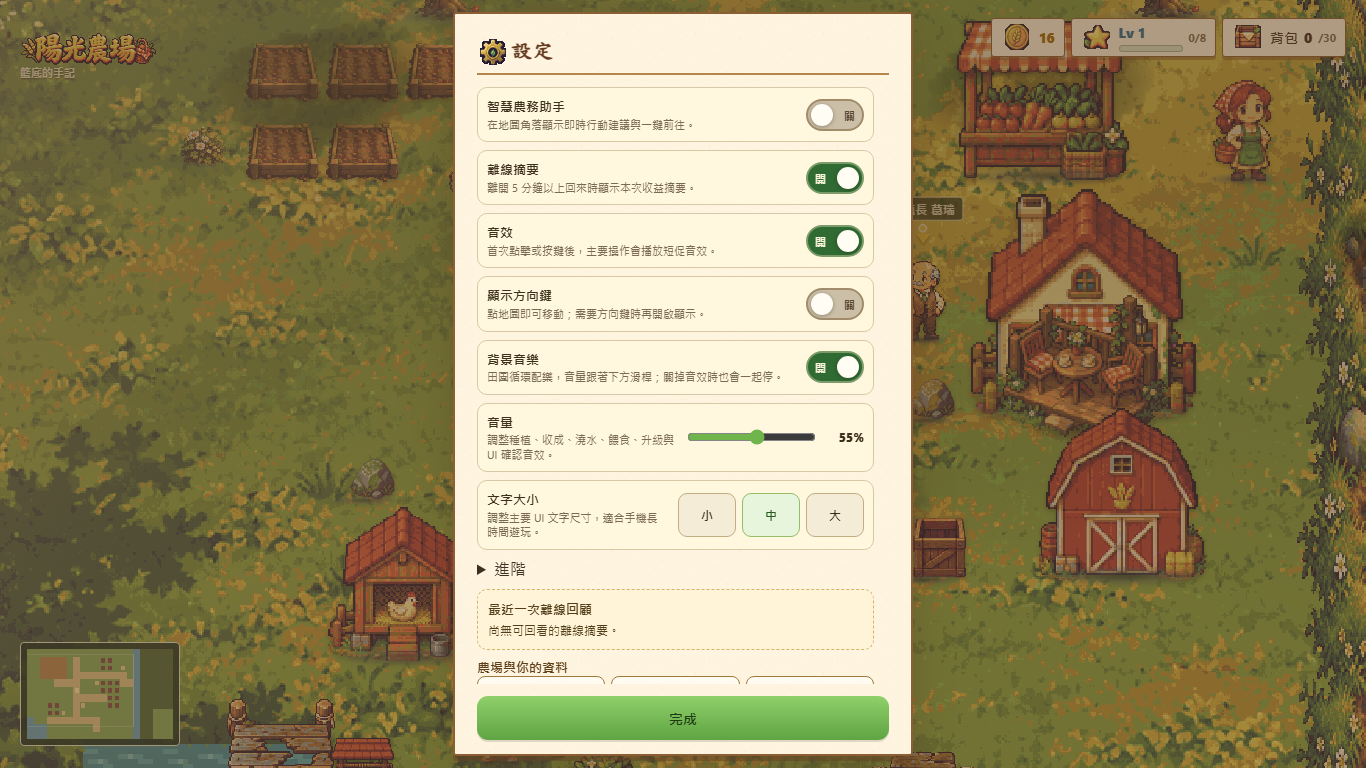 陽光農場
籃庭的手記
16
Lv 1
0/8
背包 0 /30
設定
智慧農務助手
在地圖角落顯示即時行動建議與一鍵前往。
關
離線摘要
離開 5 分鐘以上回來時顯示本次收益摘要。
開
音效
首次點擊或按鍵後，主要操作會播放短促音效。
開
顯示方向鍵
點地圖即可移動；需要方向鍵時再開啟顯示。
關
背景音樂
田園循環配樂，音量跟著下方滑桿；關掉音效時也會一起停。
開
音量
調整種植、收成、澆水、餵食、升級與
UI 確認音效。
55%
文字大小
調整主要 UI 文字尺寸，適合手機長
時間遊玩。
小
中
大
進階
最近一次離線回顧
尚無可回看的離線摘要。
農場與你的資料
完成
長 葛瑞